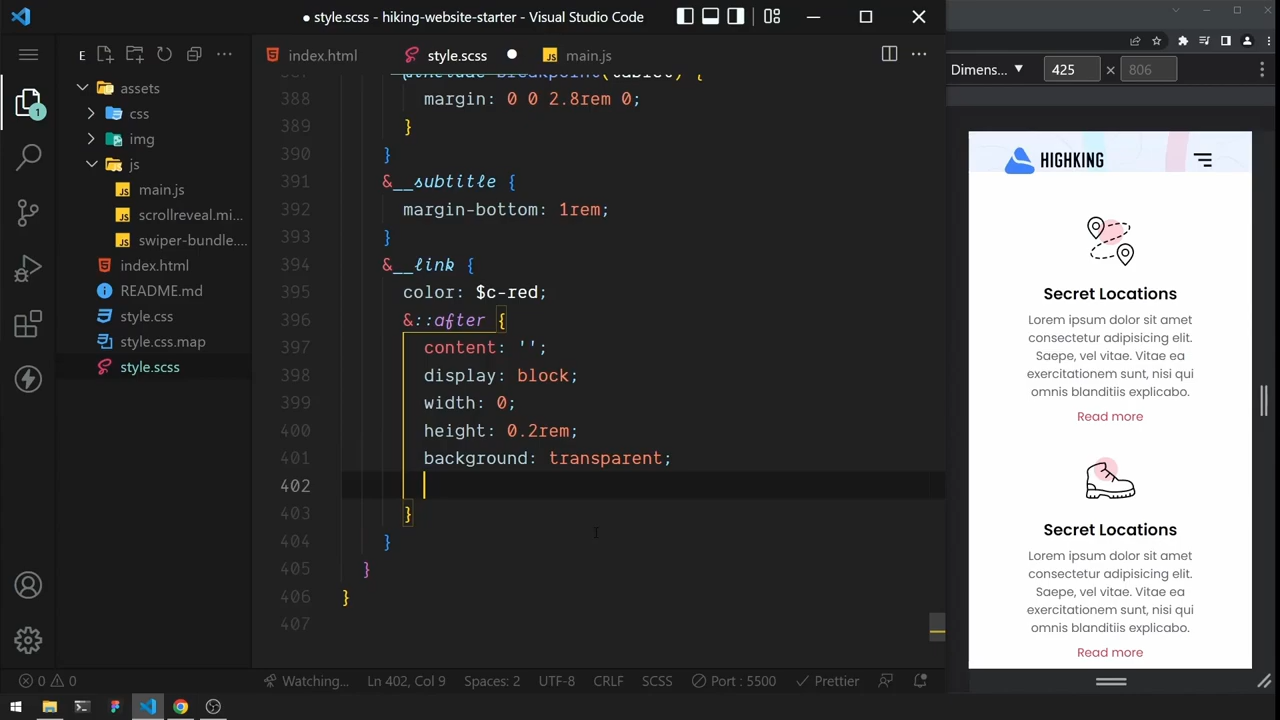 style.scss - hiking-website-starter - Visual Studio Code
E
index.html
style.scss
main.js
assets
css
img
js
main.js
scrollreveal.mi...
swiper-bundle....
index.html
README.md
style.css
style.css.map
style.scss
1
387 @include breakpoint(tablet) {
388 margin: 0 0 2.8rem 0;
389 }
390 }
391 &__subtitle {
392 margin-bottom: 1rem;
393 }
394 &__link {
395 color: $c-red;
396 &::after {
397 content: '';
398 display: block;
399 width: 0;
400 height: 0.2rem;
401 background: transparent;
402
403 }
404 }
405 }
406 }
407
0 0
Watching...
Ln 402, Col 9
Spaces: 2
UTF-8
CRLF
SCSS
Port : 5500
Prettier
Dimens...
425 × 806
HIGHKING
Secret Locations
Lorem ipsum dolor sit amet
consectetur adipisicing elit.
Saepe, vel vitae. Vitae ea
exercitationem sunt, nisi qui
omnis blanditiis explicabo.
Read more
Secret Locations
Lorem ipsum dolor sit amet
consectetur adipisicing elit.
Saepe, vel vitae. Vitae ea
exercitationem sunt, nisi qui
omnis blanditiis explicabo.
Read more